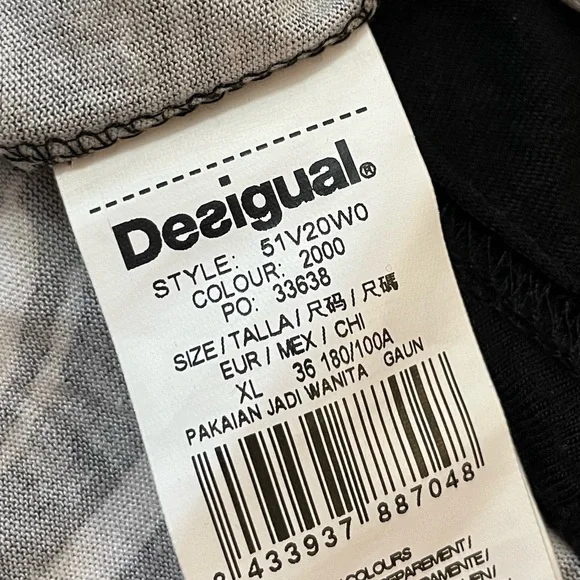 Desigual.®
STYLE: 51V20W0
COLOUR: 2000
PO: 33638
SIZE/TALLA/尺码/尺碼
EUR / MEX / CHI
XL 36 180/100A
PAKAIAN JADI WANITA GAUN
433937 887048
COLOURS